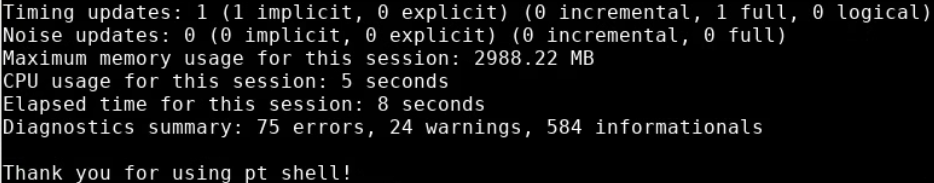 Timing updates: 1 (1 implicit, 0 explicit) (0 incremental, 1 full, 0 logical)
Noise updates: 0 (0 implicit, 0 explicit) (0 incremental, 0 full)
Maximum memory usage for this session: 2988.22 MB
CPU usage for this session: 5 seconds
Elapsed time for this session: 8 seconds
Diagnostics summary: 75 errors, 24 warnings, 584 informationals
Thank you for using pt shell!